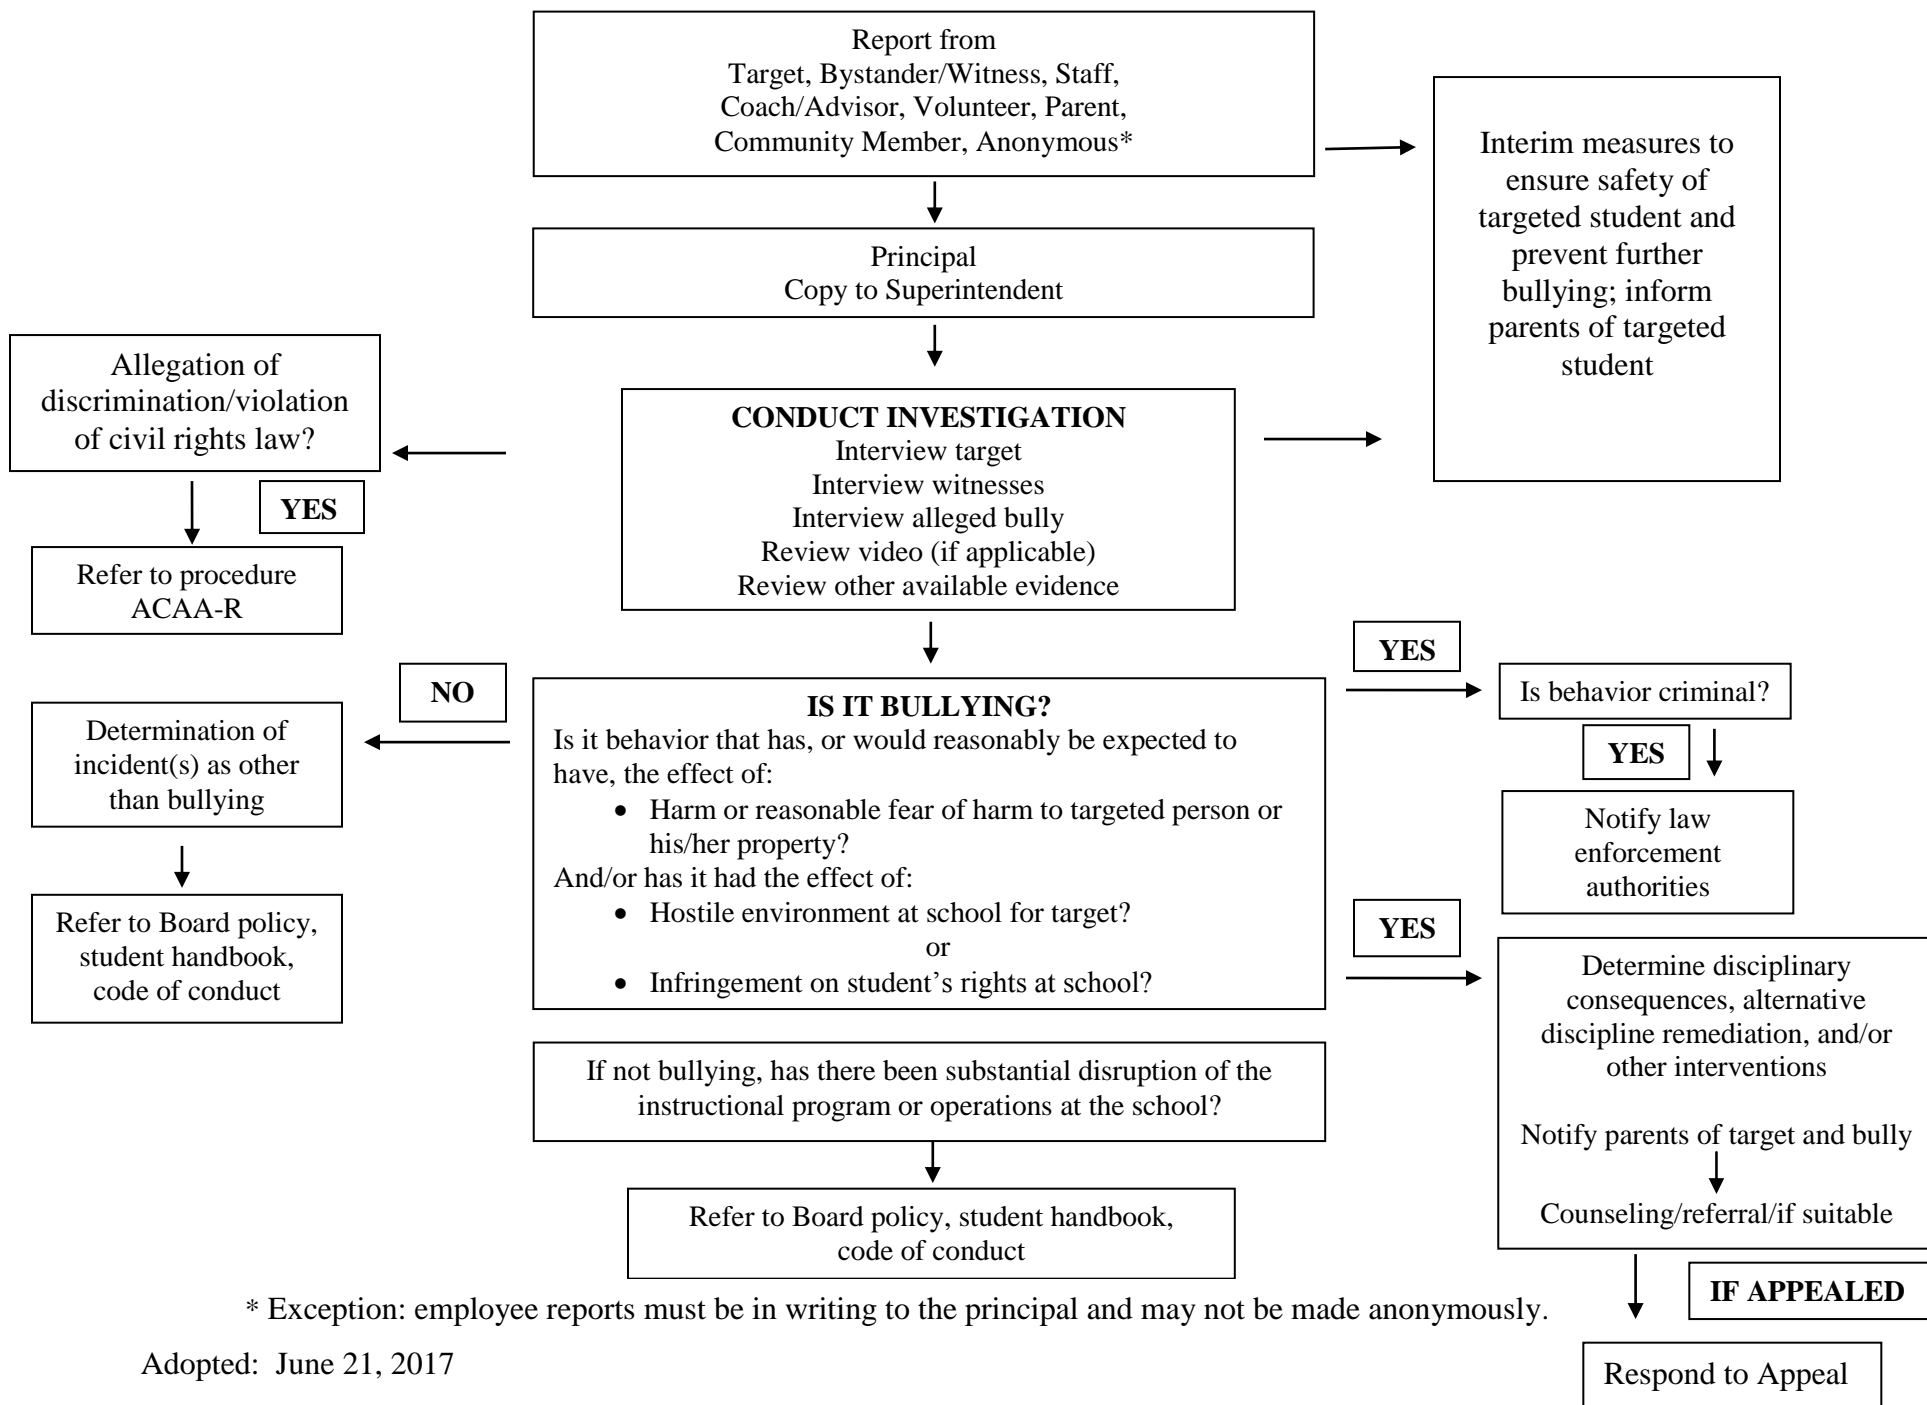 Report from
Target, Bystander/Witness, Staff,
Coach/Advisor, Volunteer, Parent,
Community Member, Anonymous*
Interim measures to
ensure safety of
targeted student and
prevent further
bullying; inform
parents of targeted
student
Principal
Copy to Superintendent
Allegation of
discrimination/violation
of civil rights law?
YES
Refer to procedure
ACAA-R
CONDUCT INVESTIGATION
Interview target
Interview witnesses
Interview alleged bully
Review video (if applicable)
Review other available evidence
NO
Determination of
incident(s) as other
than bullying
Refer to Board policy,
student handbook,
code of conduct
IS IT BULLYING?
Is it behavior that has, or would reasonably be expected to
have, the effect of:
• Harm or reasonable fear of harm to targeted person or
his/her property?
And/or has it had the effect of:
• Hostile environment at school for target?
or
• Infringement on student’s rights at school?
YES
Is behavior criminal?
YES
Notify law
enforcement
authorities
YES
Determine disciplinary
consequences, alternative
discipline remediation, and/or
other interventions
Notify parents of target and bully
Counseling/referral/if suitable
If not bullying, has there been substantial disruption of the
instructional program or operations at the school?
Refer to Board policy, student handbook,
code of conduct
IF APPEALED
* Exception: employee reports must be in writing to the principal and may not be made anonymously.
Respond to Appeal
Adopted: June 21, 2017